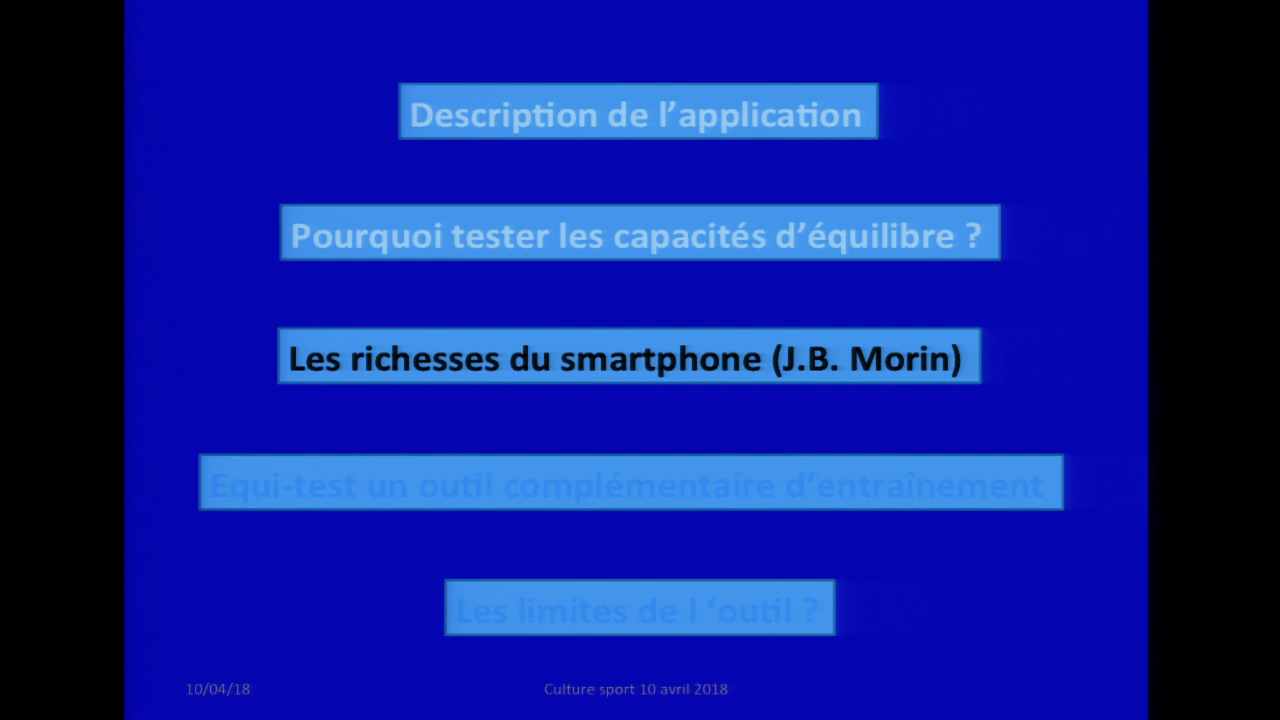 Description de l’application
Pourquoi tester les capacités d’équilibre ?
Les richesses du smartphone (J.B. Morin)
Equi-test un outil complémentaire d’entraînement
Les limites de l ‘outil ?
10/04/18
Culture sport 10 avril 2018